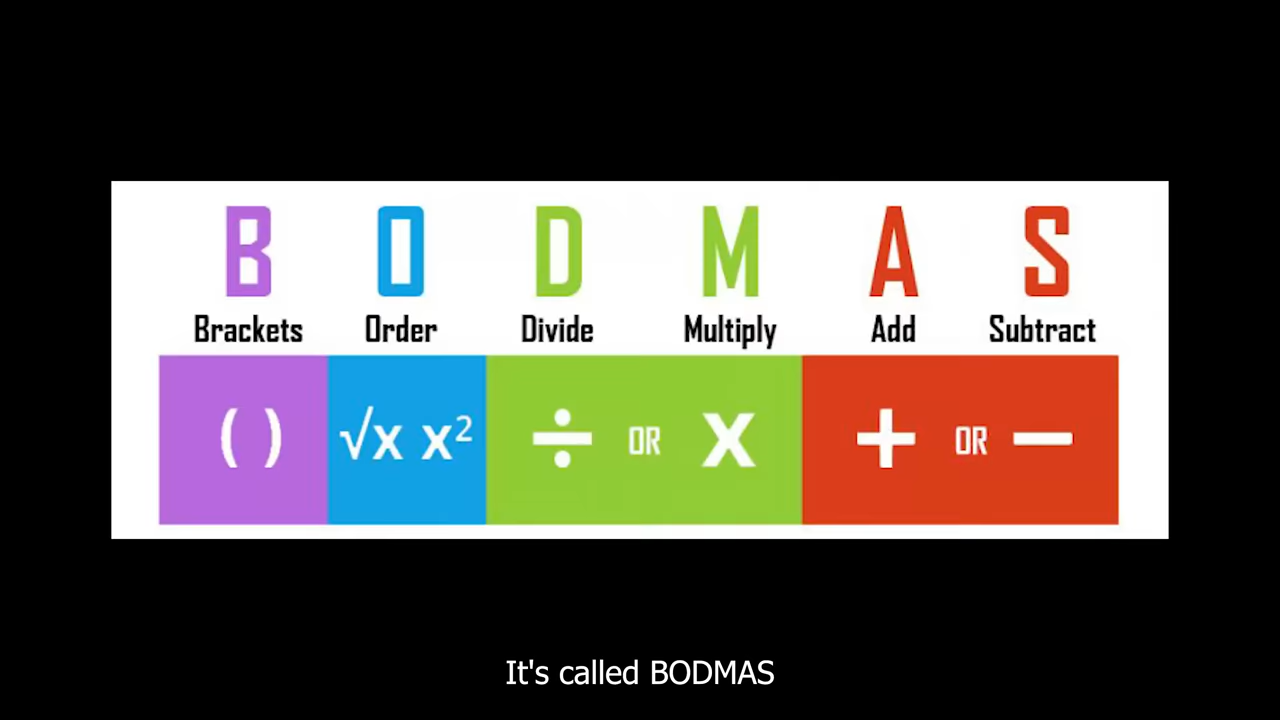 B O D M A S
Brackets Order Divide Multiply Add Subtract
( ) √x x² ÷ OR x + OR −
It's called BODMAS